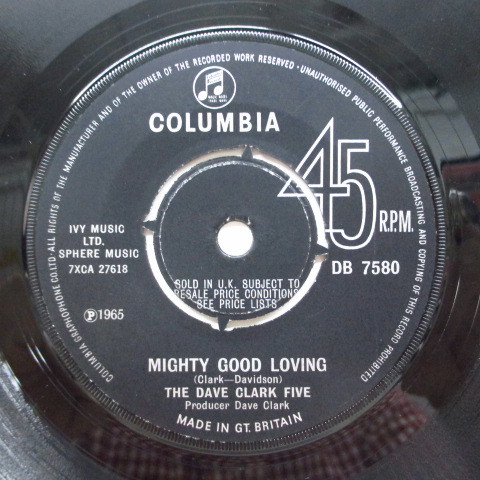 COLUMBIA GRAPHOPHONE CO. LTD·ALL RIGHTS OF THE MANUFACTURER AND OF THE OWNER OF THE RECORDED WORK RESERVED·UNAUTHORISED PUBLIC PERFORMANCE BROADCASTING AND COPYING OF THIS RECORD PROHIBITED
COLUMBIA
45 R.P.M.
IVY MUSIC
LTD.
SPHERE MUSIC
7XCA 27618
DB 7580
SOLD IN U.K. SUBJECT TO
RESALE PRICE CONDITIONS
SEE PRICE LISTS
Ⓟ1965
MIGHTY GOOD LOVING
(Clark—Davidson)
THE DAVE CLARK FIVE
Producer Dave Clark
MADE IN GT. BRITAIN